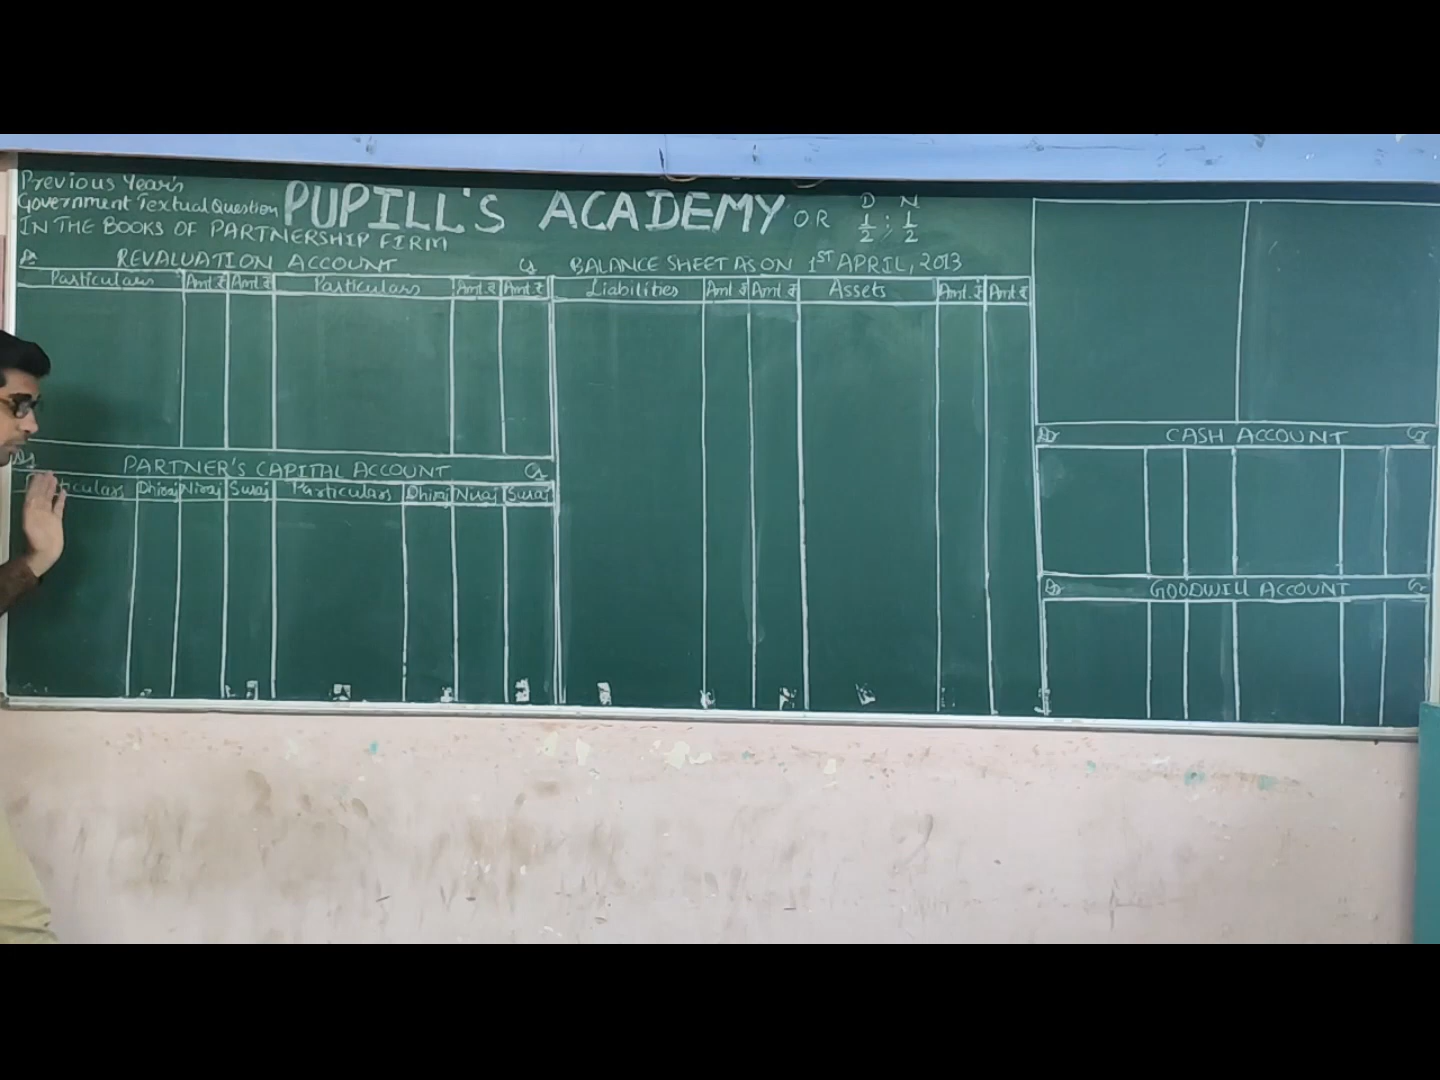 Previous Year's
Government Textual Question
PUPILL'S ACADEMY
OR
D N
1/2 : 1/2
IN THE BOOKS OF PARTNERSHIP FIRM
Dr REVALUATION ACCOUNT Cr
Particulars Amt.₹ Amt.₹ Particulars Amt.₹ Amt.₹
BALANCE SHEET AS ON 1ST APRIL, 2013
Liabilities Amt ₹ Amt ₹ Assets Amt.₹ Amt.₹
Dr PARTNER'S CAPITAL ACCOUNT Cr
Particulars Dhiraj Niraj Suraj Particulars Dhiraj Niraj Suraj
Dr CASH ACCOUNT Cr
Dr GOODWILL ACCOUNT Cr